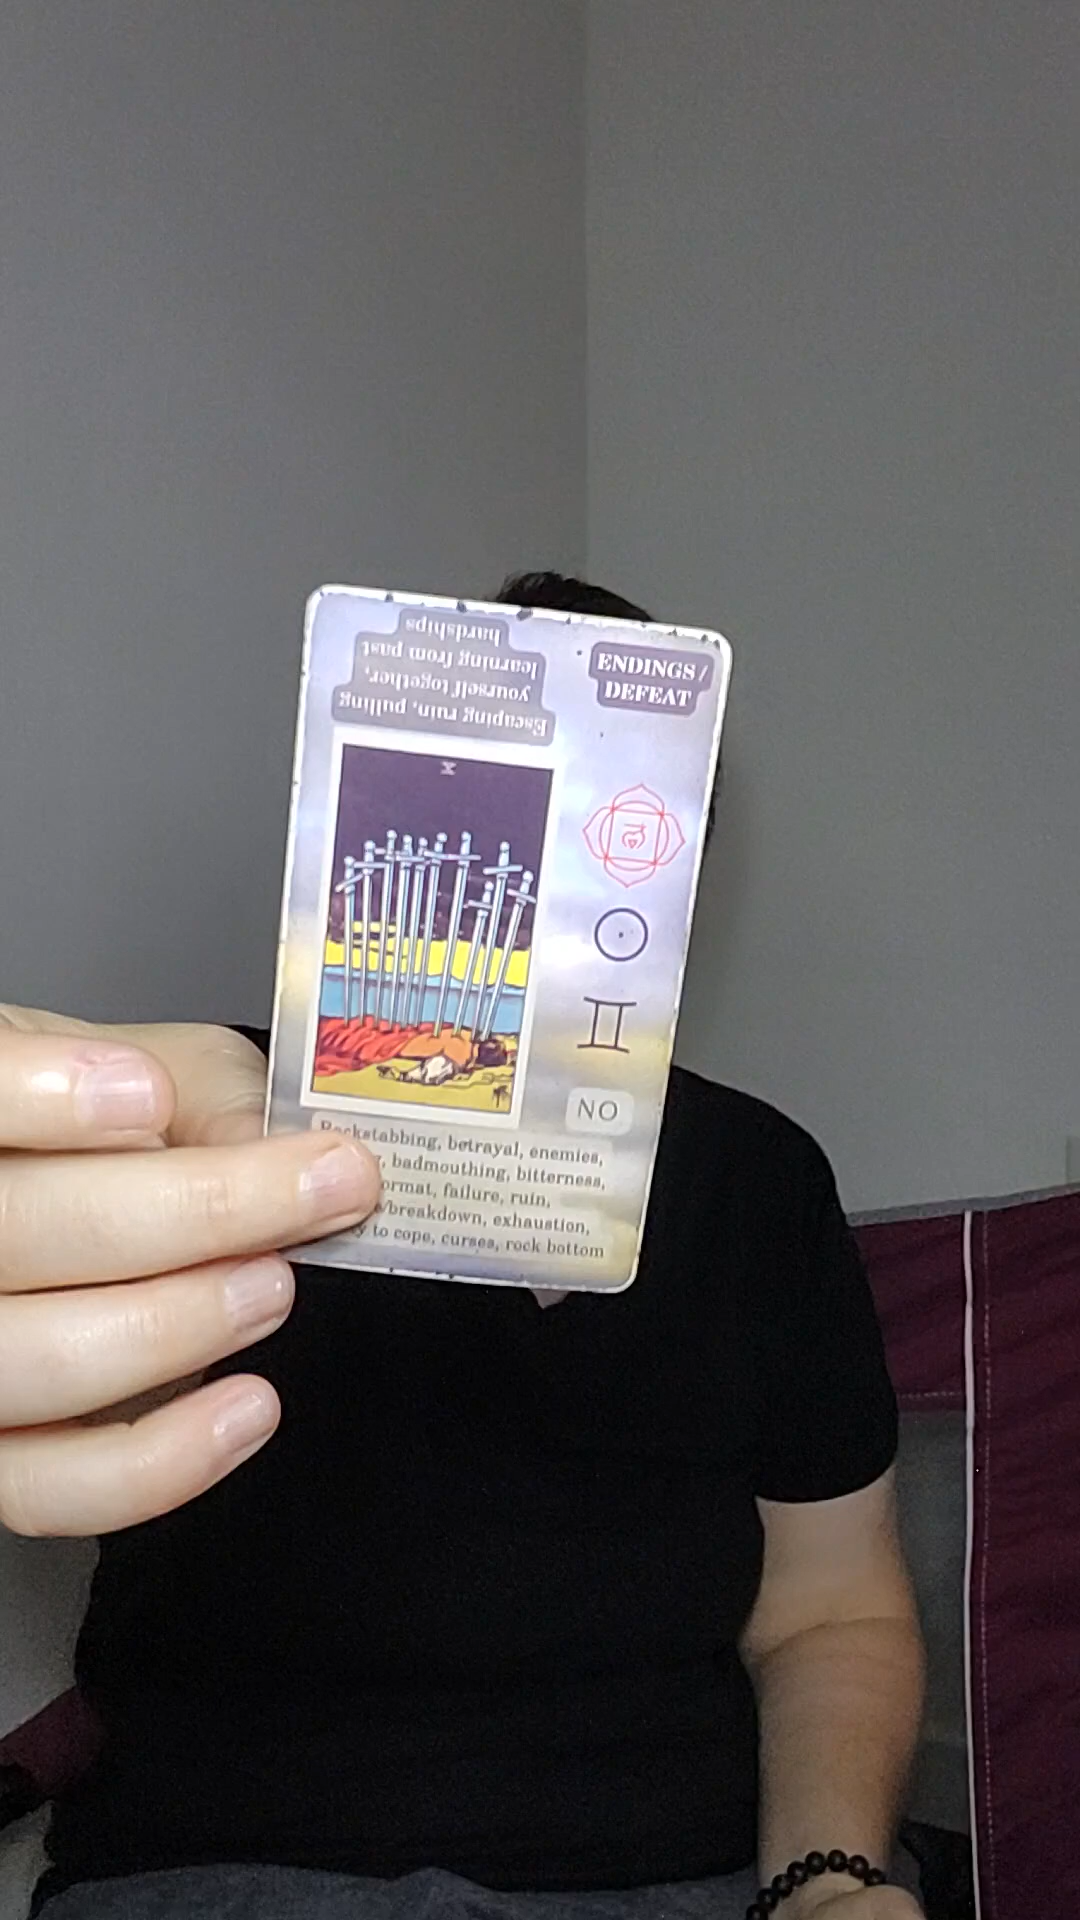 hardships
learning from past
yourself together,
Escaping ruin, pulling
ENDINGS /
DEFEAT
X
NO
Backstabbing, betrayal, enemies,
badmouthing, bitterness,
failure, ruin,
/breakdown, exhaustion,
to cope, curses, rock bottom